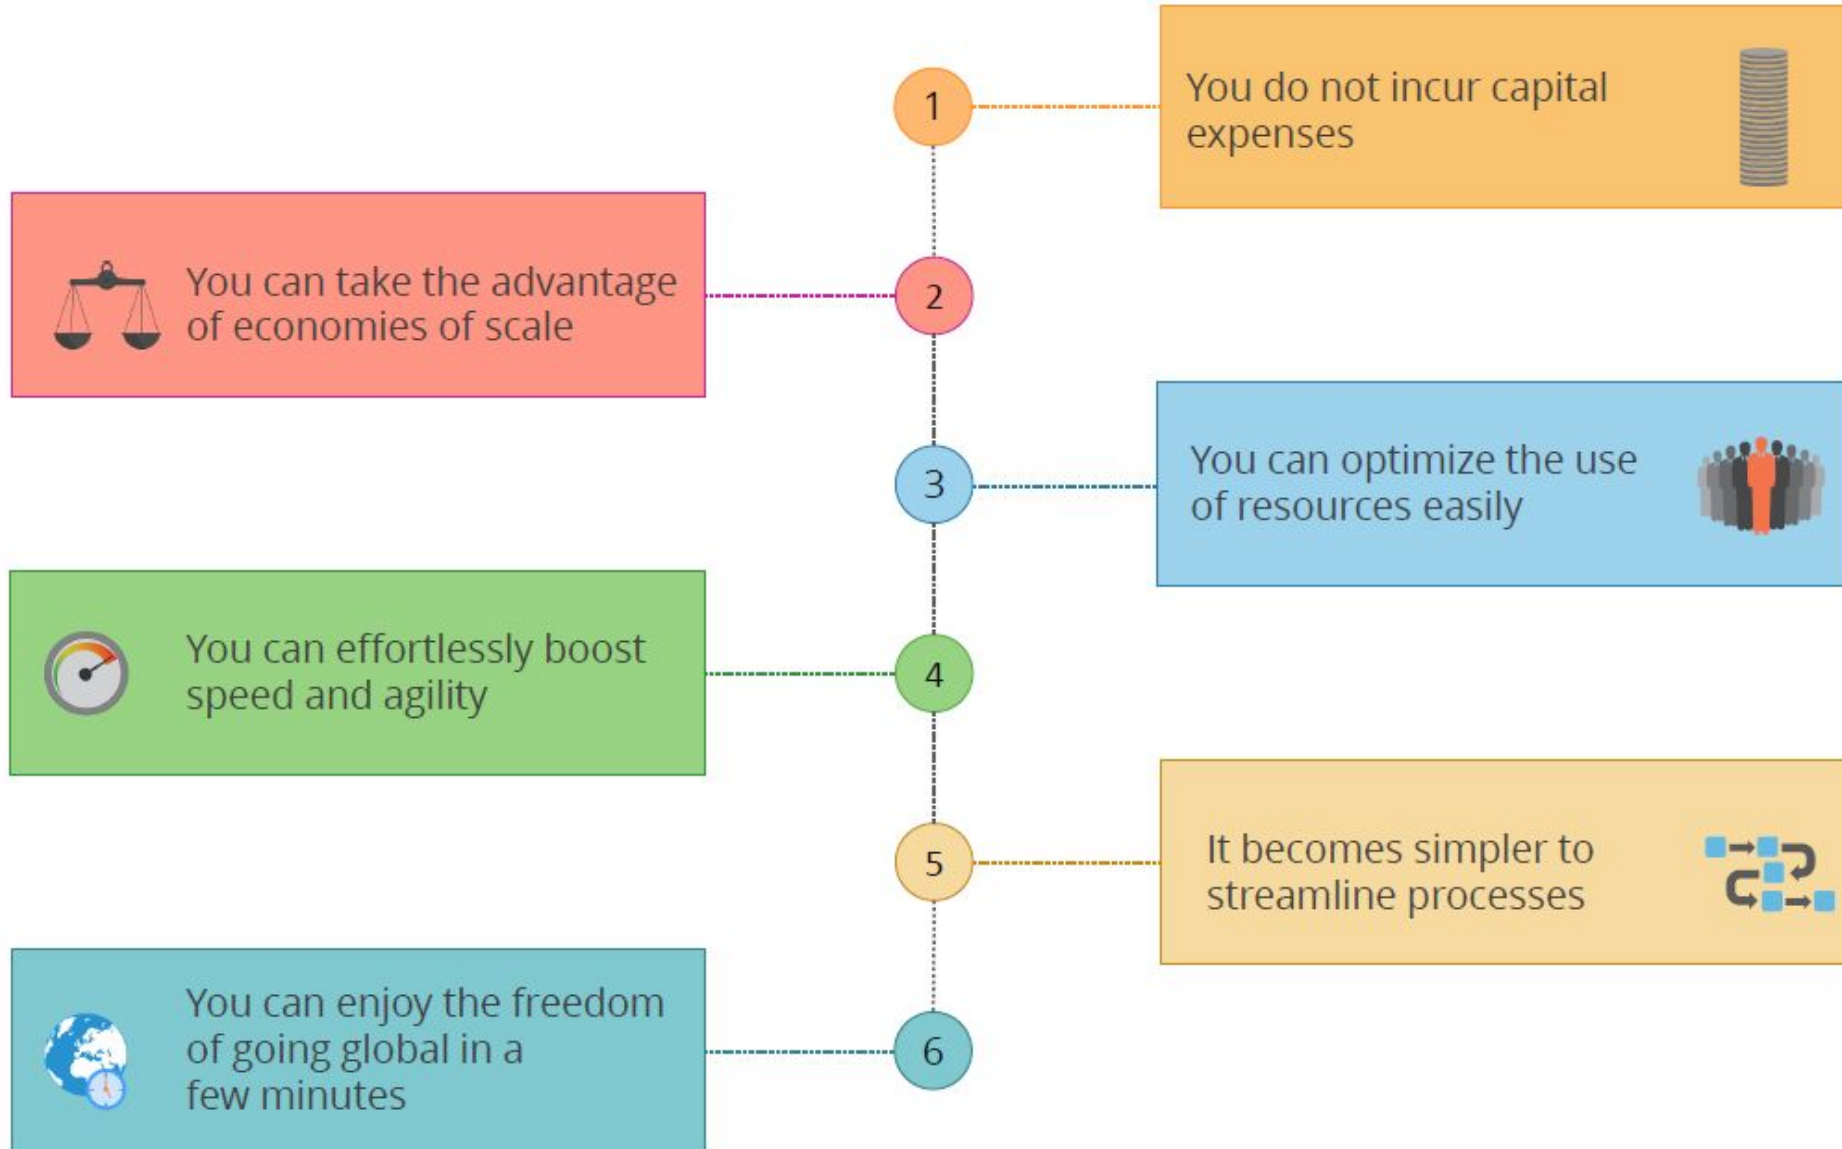 1
You do not incur capital
expenses
2
You can take the advantage
of economies of scale
3
You can optimize the use
of resources easily
4
You can effortlessly boost
speed and agility
5
It becomes simpler to
streamline processes
6
You can enjoy the freedom
of going global in a
few minutes